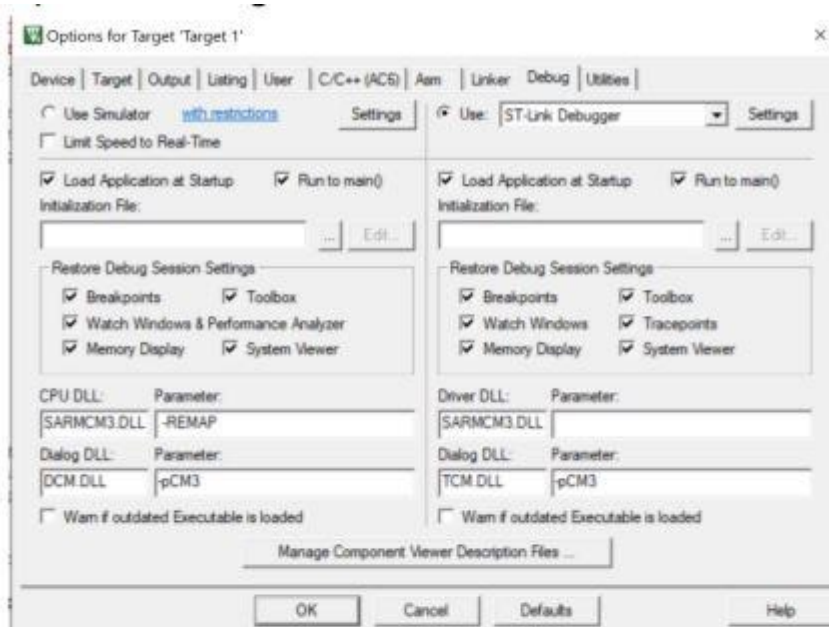 Options for Target 'Target 1'
Device | Target | Output | Listing | User | C/C++ (AC6) | Asm | Linker | Debug | Utilities
Use Simulator with restrictions Settings
Limit Speed to Real-Time
Use: ST-Link Debugger Settings
Load Application at Startup Run to main()
Initialization File:
... Edit...
Restore Debug Session Settings
Breakpoints Toolbox
Watch Windows & Performance Analyzer
Memory Display System Viewer
CPU DLL: Parameter:
SARMCM3.DLL -REMAP
Dialog DLL: Parameter:
DCM.DLL -pCM3
Warn if outdated Executable is loaded
Load Application at Startup Run to main()
Initialization File:
... Edit...
Restore Debug Session Settings
Breakpoints Toolbox
Watch Windows Tracepoints
Memory Display System Viewer
Driver DLL: Parameter:
SARMCM3.DLL
Dialog DLL: Parameter:
TCM.DLL -pCM3
Warn if outdated Executable is loaded
Manage Component Viewer Description Files ...
OK Cancel Defaults Help